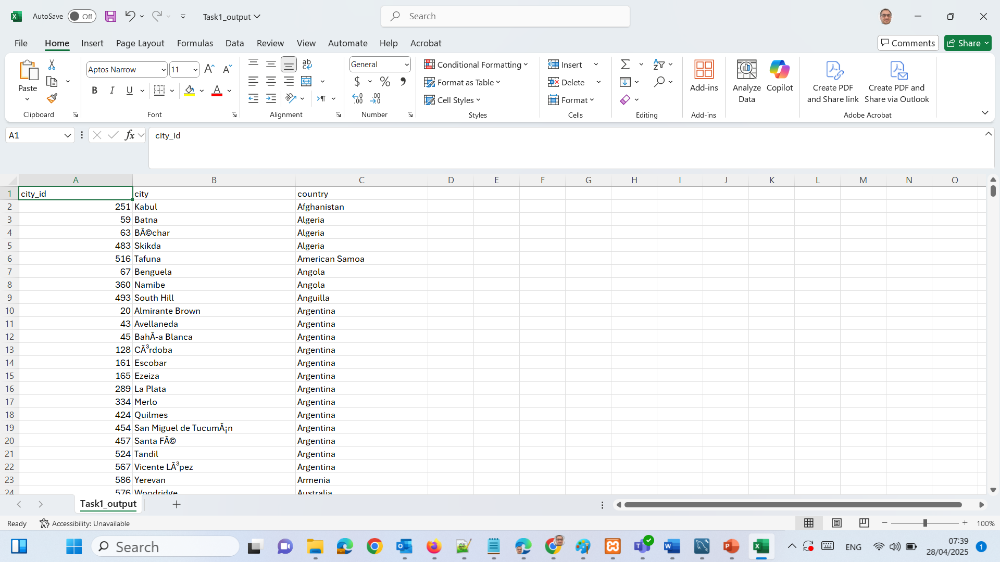 AutoSave Off Task1_output Search
File Home Insert Page Layout Formulas Data Review View Automate Help Acrobat Comments Share
Paste
Clipboard
Aptos Narrow 11
B I U
Font
Alignment
General
$ % ,
Number
Conditional Formatting
Format as Table
Cell Styles
Styles
Insert
Delete
Format
Cells
Editing
Add-ins
Add-ins
Analyze
Data
Copilot
Create PDF
and Share link
Create PDF and
Share via Outlook
Adobe Acrobat
A1 fx city_id
A B C D E F G H I J K L M N O
1 city_id city country
2 251 Kabul Afghanistan
3 59 Batna Algeria
4 63 BÃ©char Algeria
5 483 Skikda Algeria
6 516 Tafuna American Samoa
7 67 Benguela Angola
8 360 Namibe Angola
9 493 South Hill Anguilla
10 20 Almirante Brown Argentina
11 43 Avellaneda Argentina
12 45 BahÃ-a Blanca Argentina
13 128 CÃ³rdoba Argentina
14 161 Escobar Argentina
15 165 Ezeiza Argentina
16 289 La Plata Argentina
17 334 Merlo Argentina
18 424 Quilmes Argentina
19 454 San Miguel de TucumÃ¡n Argentina
20 457 Santa FÃ© Argentina
21 524 Tandil Argentina
22 567 Vicente LÃ³pez Argentina
23 586 Yerevan Armenia
24 576 Woodridge Australia
Task1_output
Ready Accessibility: Unavailable 100%
Search ENG 07:39
28/04/2025 1